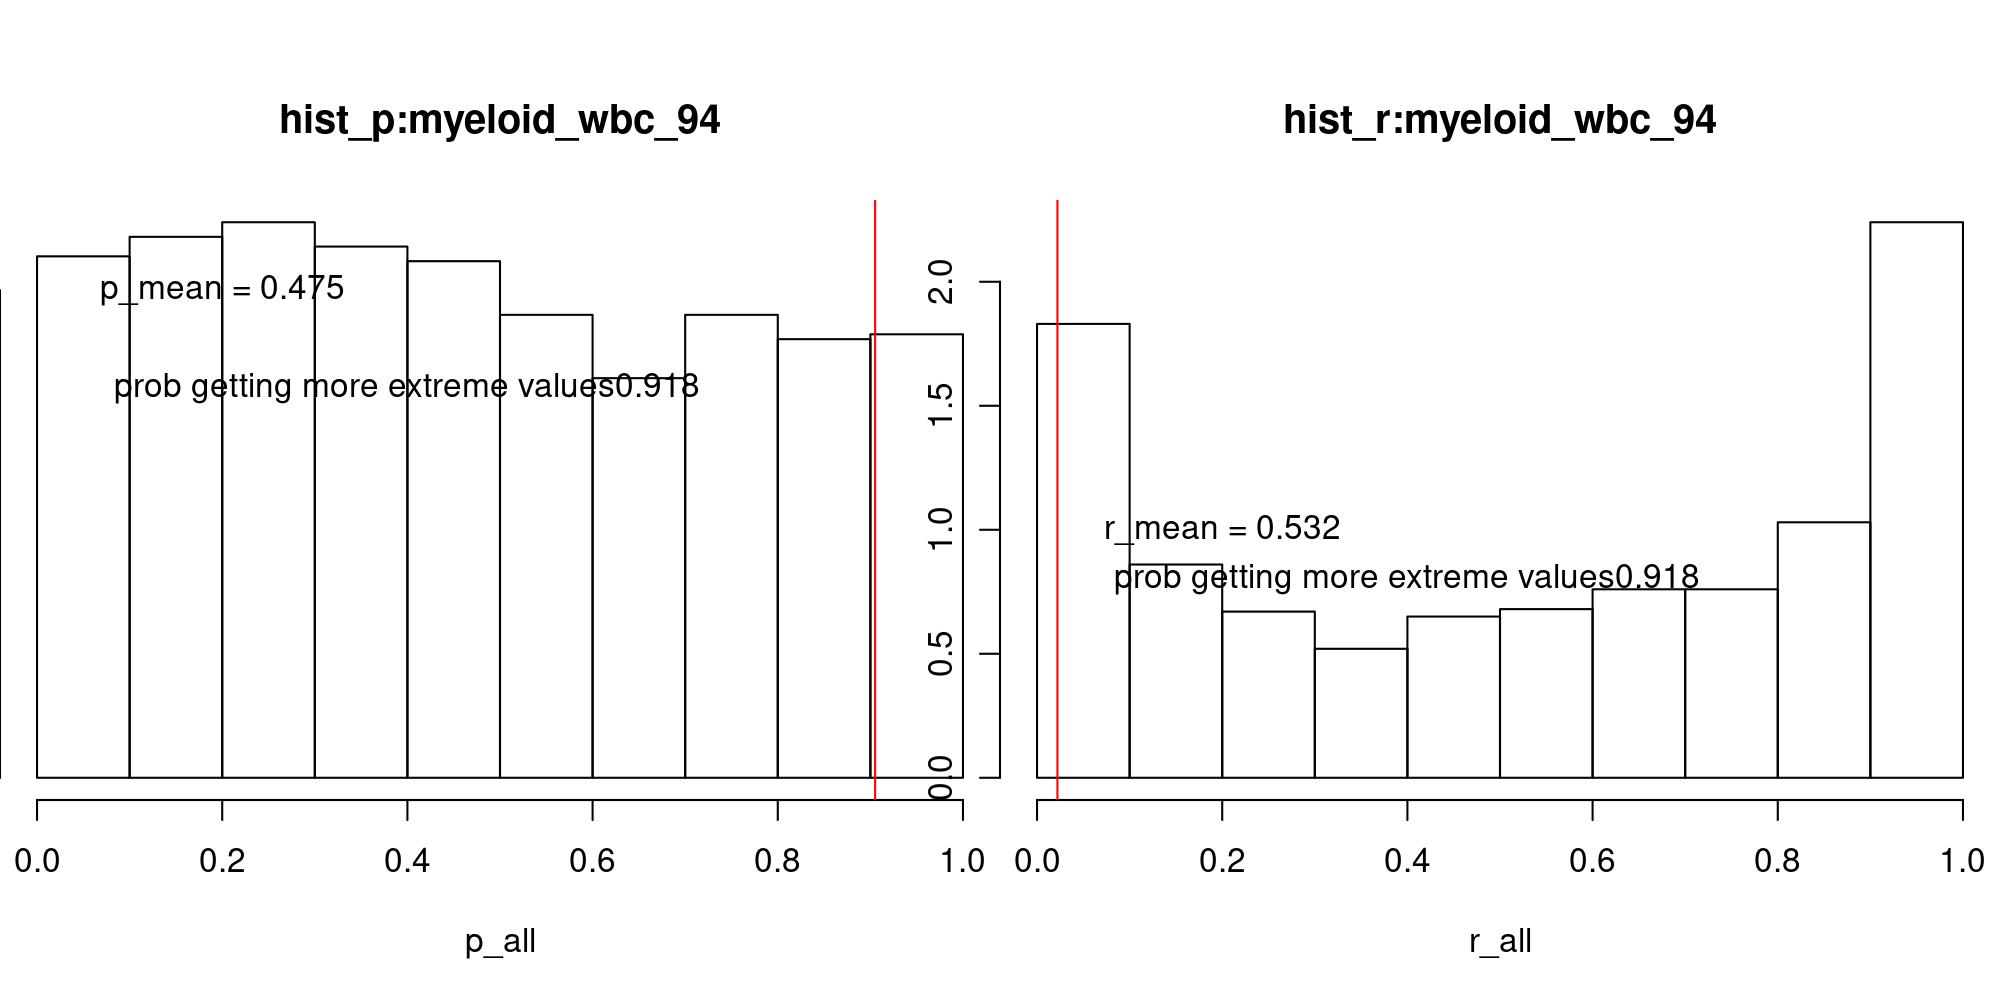 hist_p:myeloid_wbc_94
p_mean = 0.475
prob getting more extreme values0.918
0.0 0.2 0.4 0.6 0.8 1.0
p_all
hist_r:myeloid_wbc_94
2.0
1.5
1.0
0.5
0.0
r_mean = 0.532
prob getting more extreme values0.918
0.0 0.2 0.4 0.6 0.8 1.0
r_all